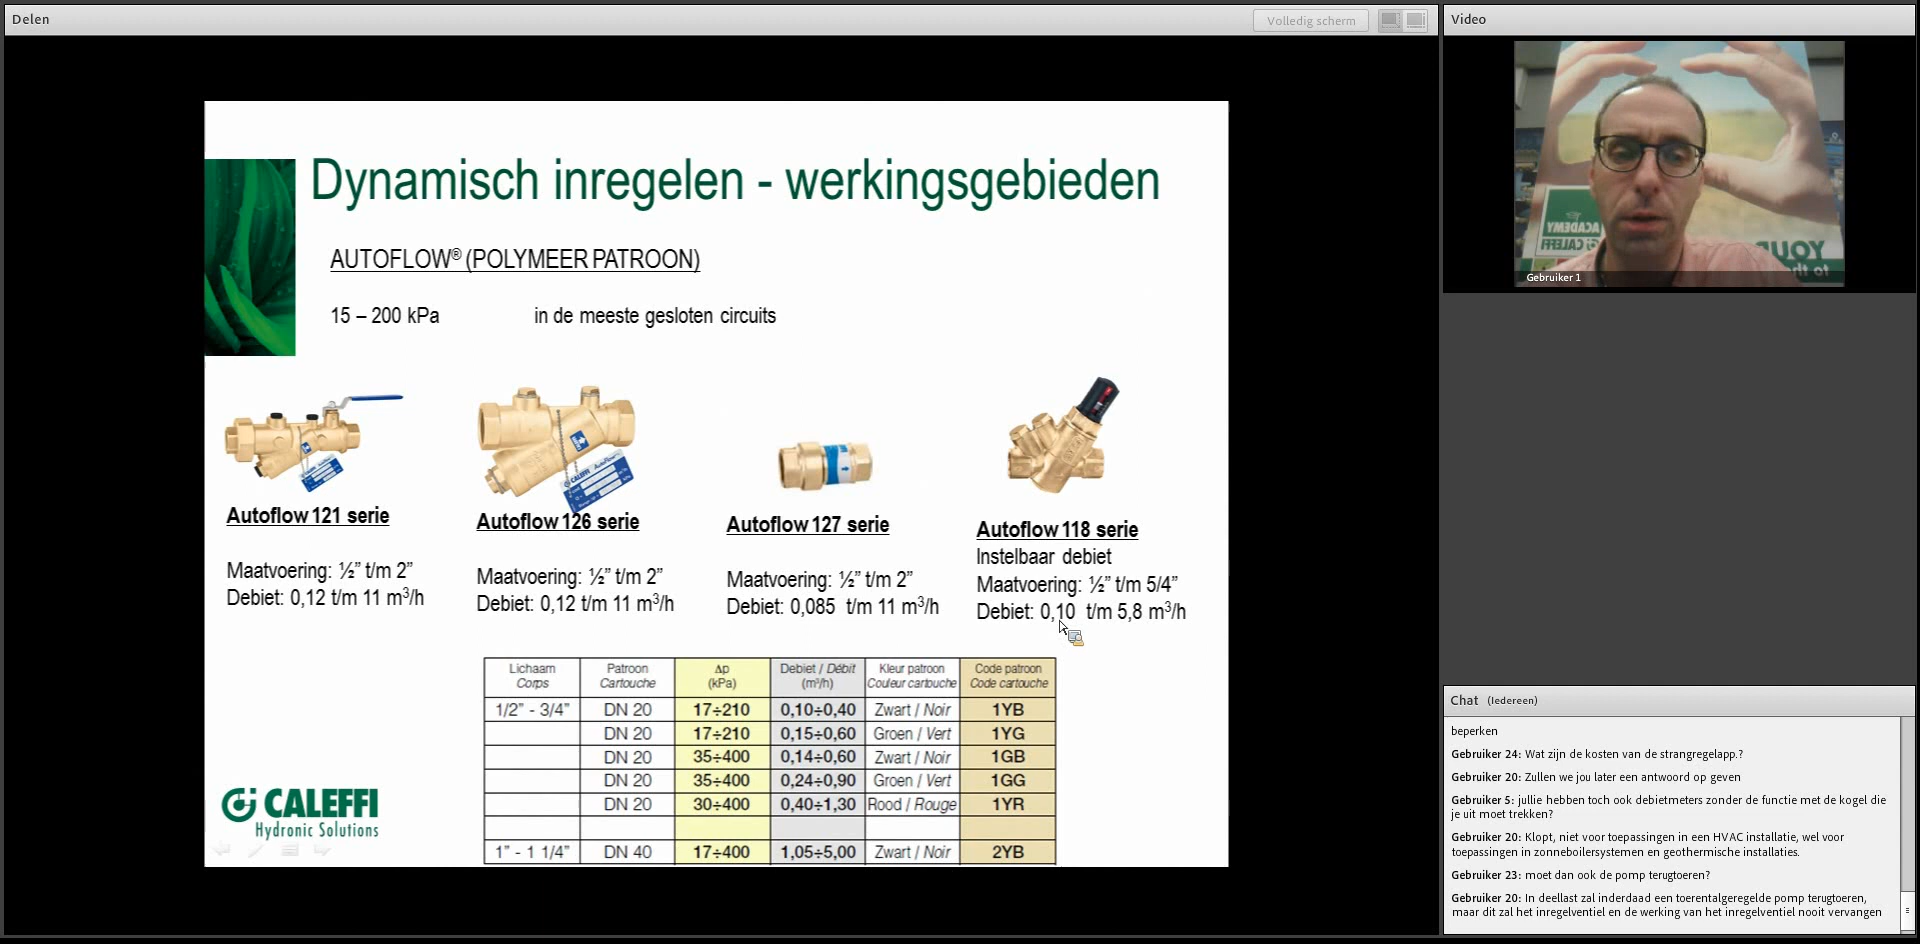 Delen
Volledig scherm
Video
Dynamisch inregelen - werkingsgebieden
AUTOFLOW® (POLYMEER PATROON)
15 – 200 kPa in de meeste gesloten circuits
Autoflow 121 serie
Maatvoering: ½” t/m 2”
Debiet: 0,12 t/m 11 m³/h
Autoflow 126 serie
Maatvoering: ½” t/m 2”
Debiet: 0,12 t/m 11 m³/h
Autoflow 127 serie
Maatvoering: ½” t/m 2”
Debiet: 0,085 t/m 11 m³/h
Autoflow 118 serie
Instelbaar debiet
Maatvoering: ½” t/m 5/4”
Debiet: 0,10 t/m 5,8 m³/h
Lichaam Patroon Δp Debiet / Débit Kleur patroon Code patroon
Corps Cartouche (kPa) (m³/h) Couleur cartouche Code cartouche
1/2” - 3/4” DN 20 17÷210 0,10÷0,40 Zwart / Noir 1YB
DN 20 17÷210 0,15÷0,60 Groen / Vert 1YG
DN 20 35÷400 0,14÷0,60 Zwart / Noir 1GB
DN 20 35÷400 0,24÷0,90 Groen / Vert 1GG
DN 20 30÷400 0,40÷1,30 Rood / Rouge 1YR
1” - 1 1/4” DN 40 17÷400 1,05÷5,00 Zwart / Noir 2YB
CALEFFI
Hydronic Solutions
ACADEMY
CALEFFI
YOUR
to th
Gebruiker 1
Chat (Iedereen)
beperken
Gebruiker 24: Wat zijn de kosten van de strangregelapp.?
Gebruiker 20: Zullen we jou later een antwoord op geven
Gebruiker 5: jullie hebben toch ook debietmeters zonder de functie met de kogel die
je uit moet trekken?
Gebruiker 20: Klopt, niet voor toepassingen in een HVAC installatie, wel voor
toepassingen in zonneboilersystemen en geothermische installaties.
Gebruiker 23: moet dan ook de pomp terugtoeren?
Gebruiker 20: In deellast zal inderdaad een toerentalgeregelde pomp terugtoeren,
maar dit zal het inregelventiel en de werking van het inregelventiel nooit vervangen